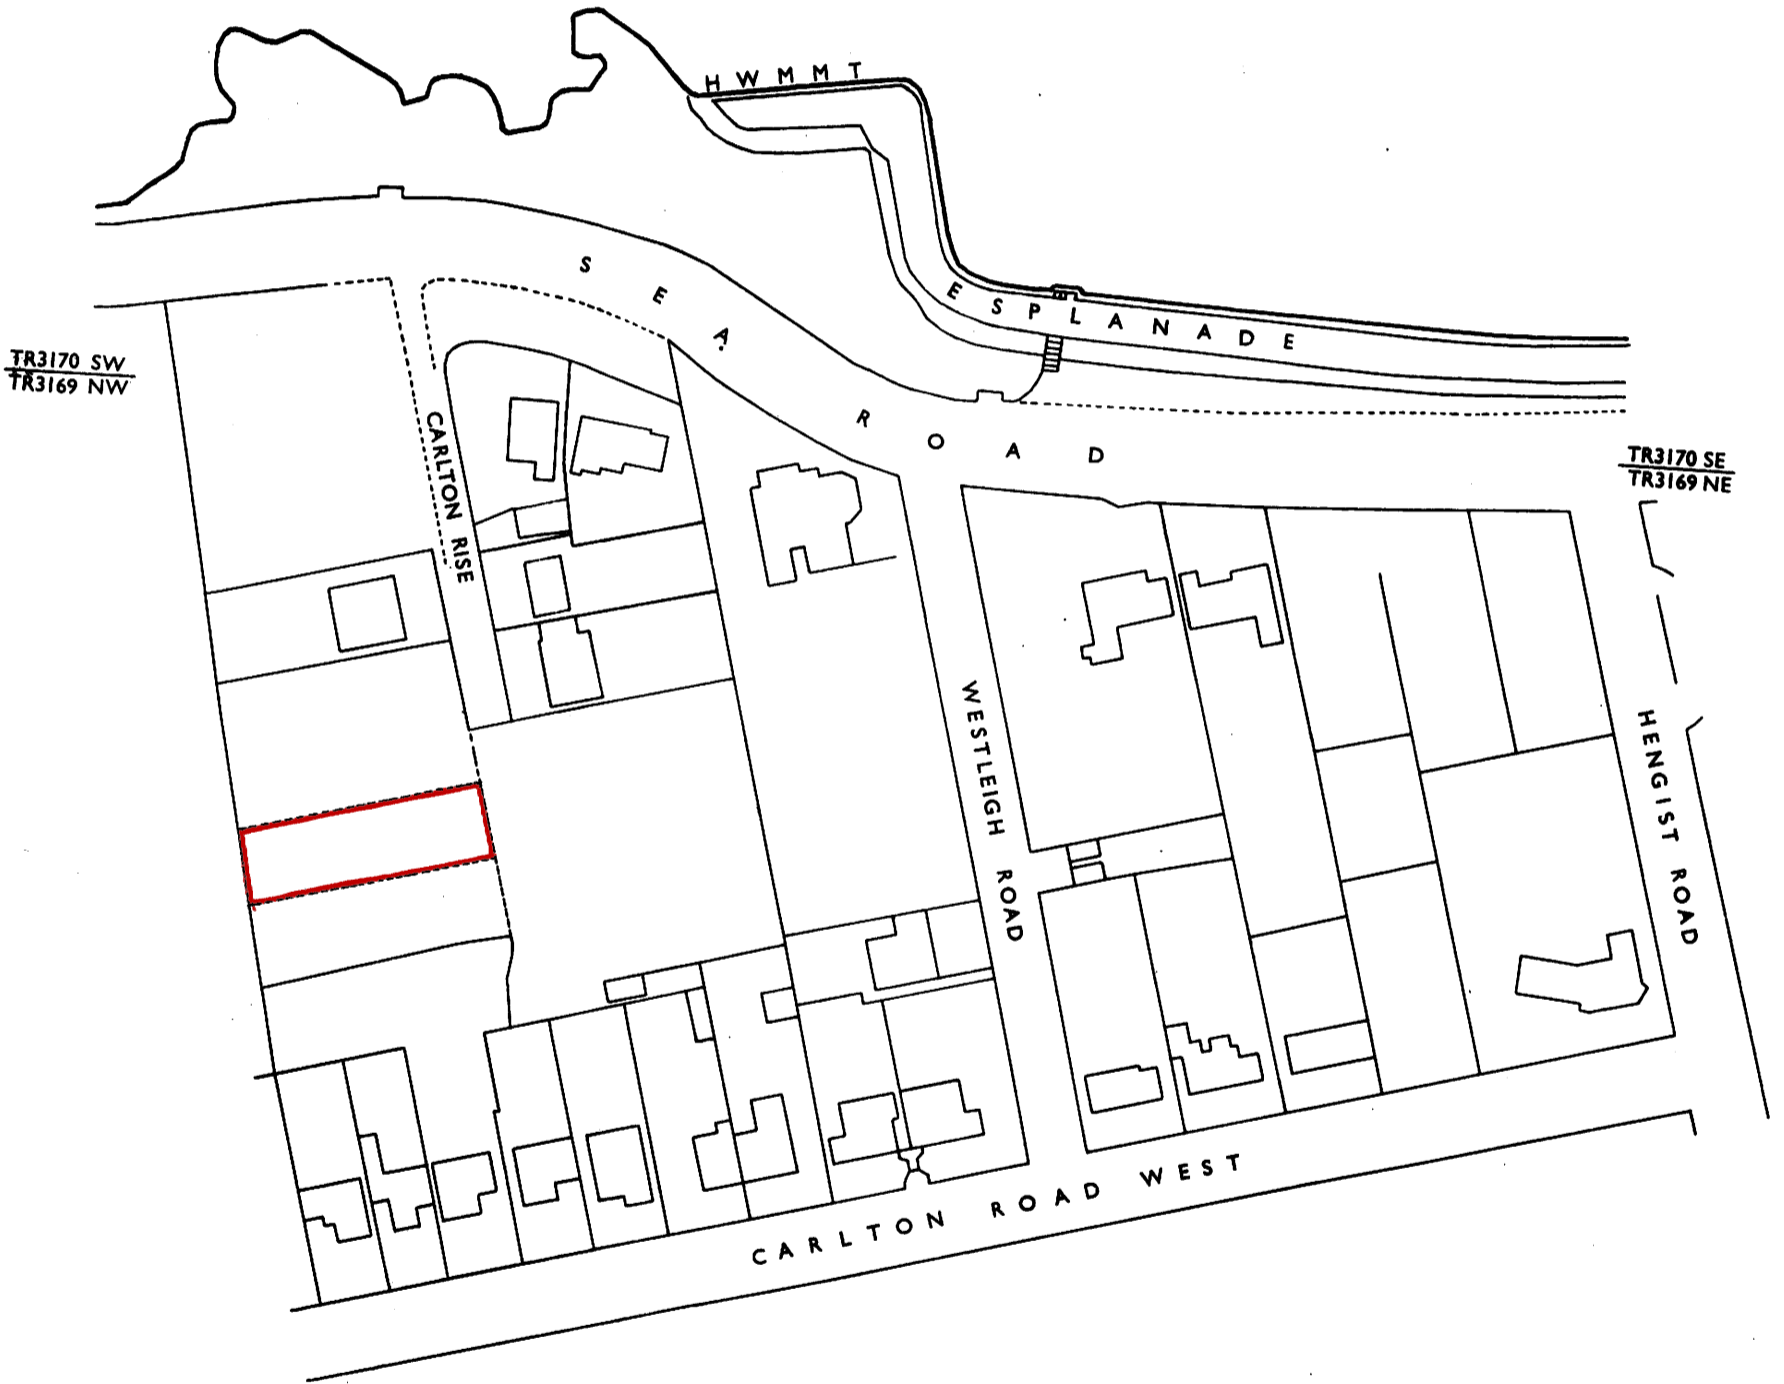 HWMMT
SEA ROAD
ESPLANADE
TR3170 SW
TR3169 NW
CARLTON RISE
TR3170 SE
TR3169 NE
WESTLEIGH ROAD
HENGIST ROAD
CARLTON ROAD WEST